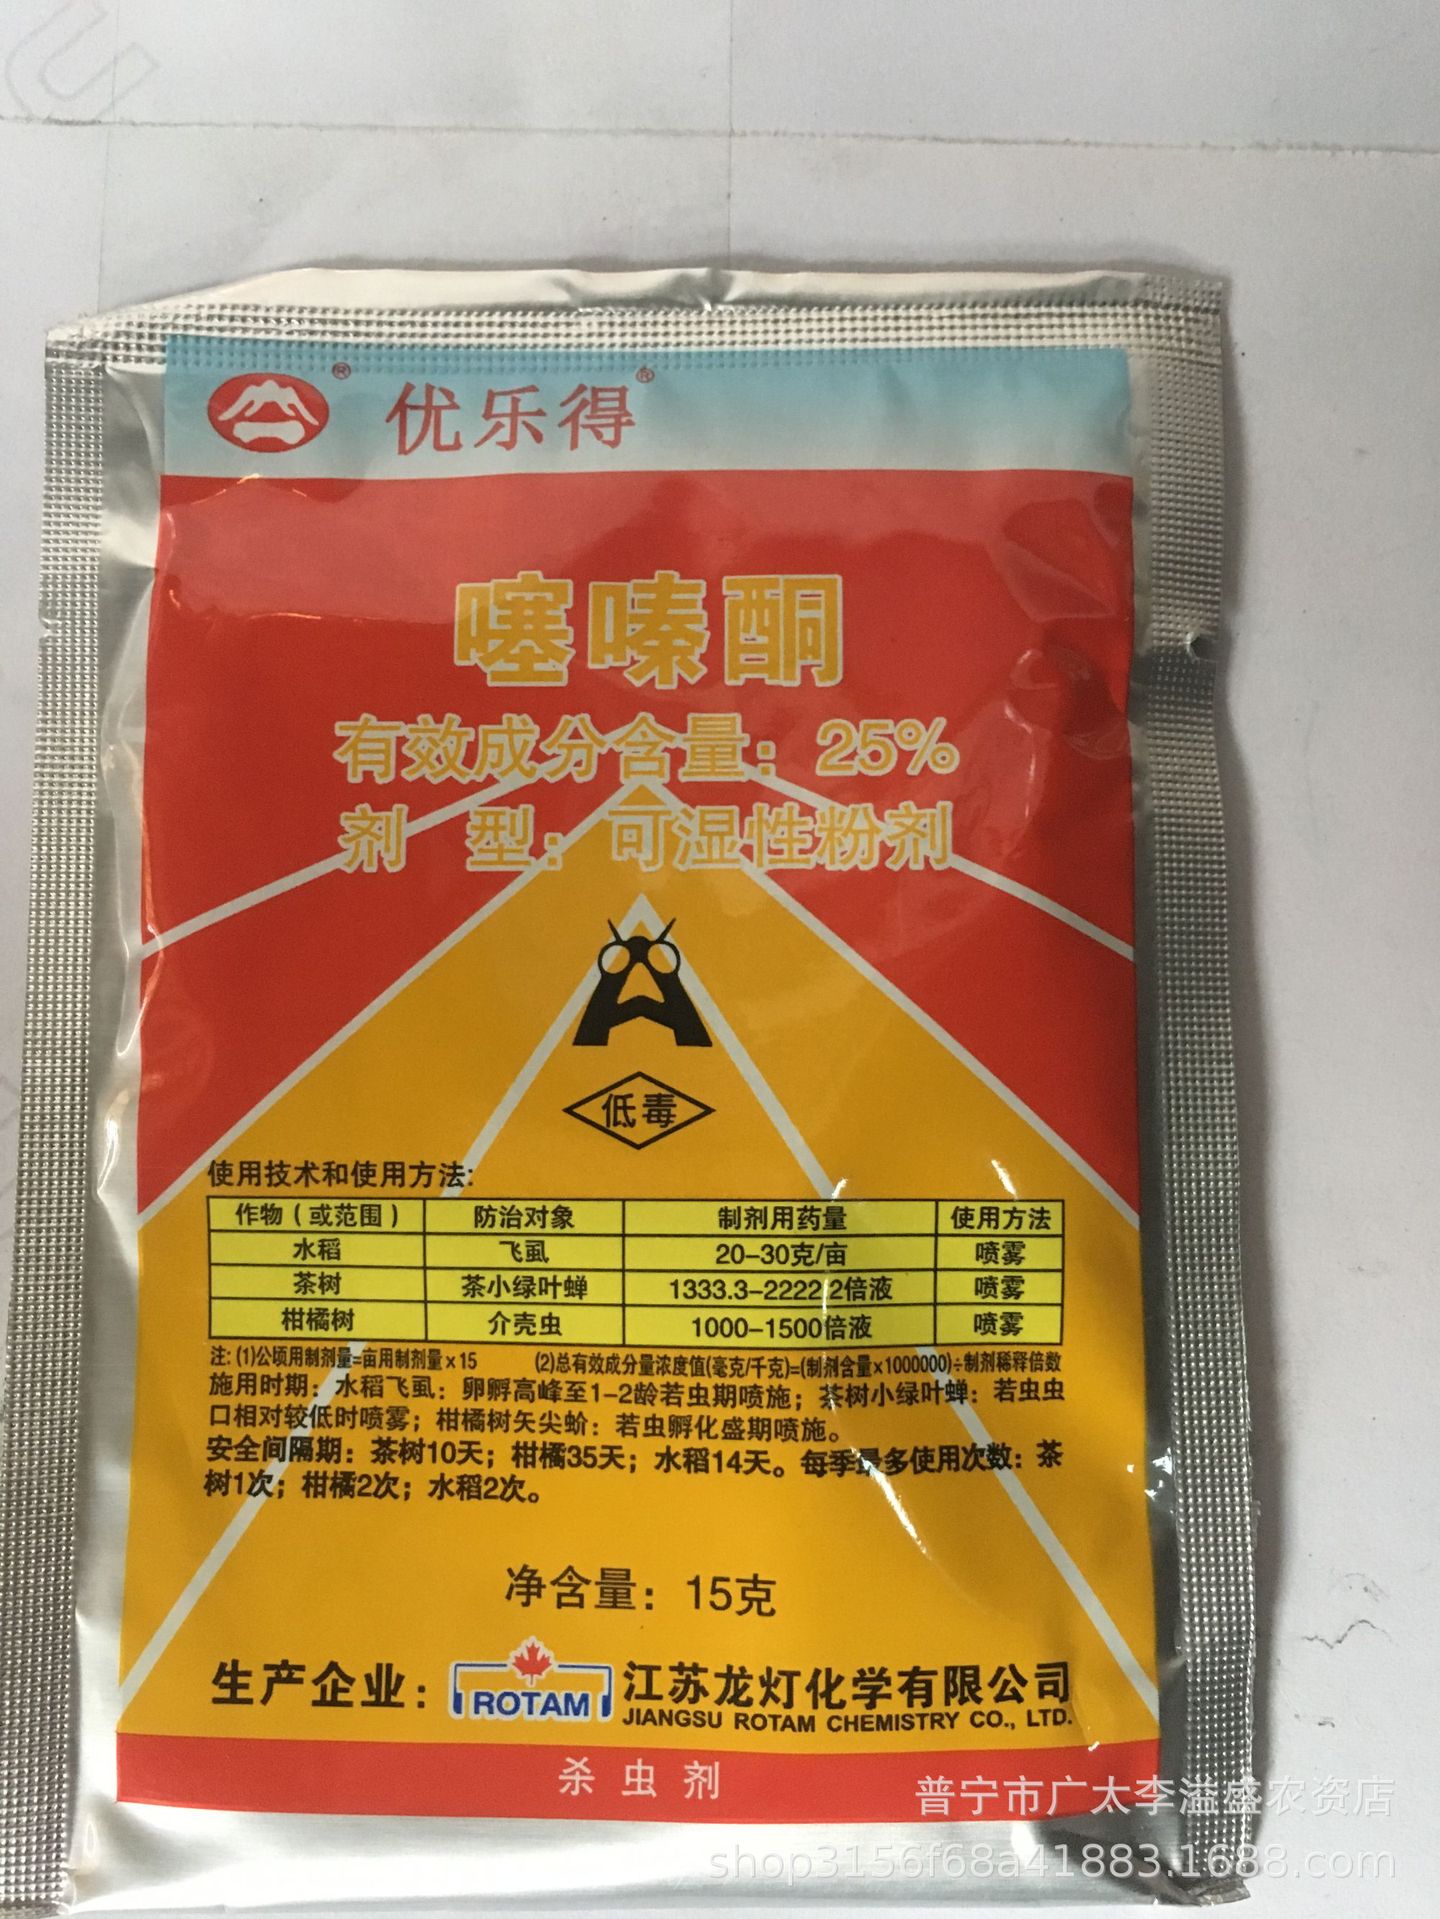 ® 优乐得®
噻嗪酮
有效成分含量：25%
剂 型：可湿性粉剂
低毒
使用技术和使用方法：
作物（或范围） 防治对象 制剂用药量 使用方法
水稻 飞虱 20-30克/亩 喷雾
茶树 茶小绿叶蝉 1333.3-2222.2倍液 喷雾
柑橘树 介壳虫 1000-1500倍液 喷雾
注：(1)公顷用制剂量=亩用制剂量×15 (2)总有效成分量浓度值(毫克/千克)=(制剂含量×1000000)÷制剂稀释倍数
施用时期：水稻飞虱：卵孵高峰至1-2龄若虫期喷施；茶树小绿叶蝉：若虫虫
口相对较低时喷雾；柑橘树矢尖蚧：若虫孵化盛期喷施。
安全间隔期：茶树10天；柑橘35天；水稻14天。每季最多使用次数：茶
树1次；柑橘2次；水稻2次。
净含量：15克
生产企业：ROTAM 江苏龙灯化学有限公司
JIANGSU ROTAM CHEMISTRY CO., LTD.
杀虫剂
普宁市广太李溢盛农资店
shop3156f68a41883.1688.com